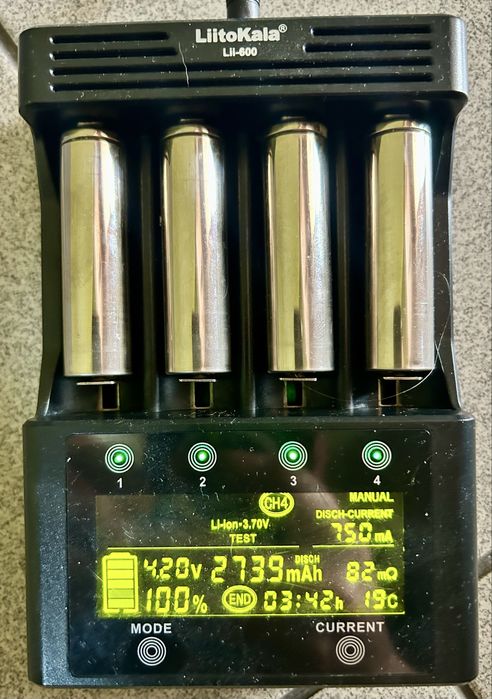 LiitoKala®
Lii-600
1 2 3 4
CH4 MANUAL
Li-ion-3.70V DISCH-CURRENT
TEST 750mA
4.20V 2739mAh DISCH 82mΩ
100% END 03:42h 19C
MODE CURRENT